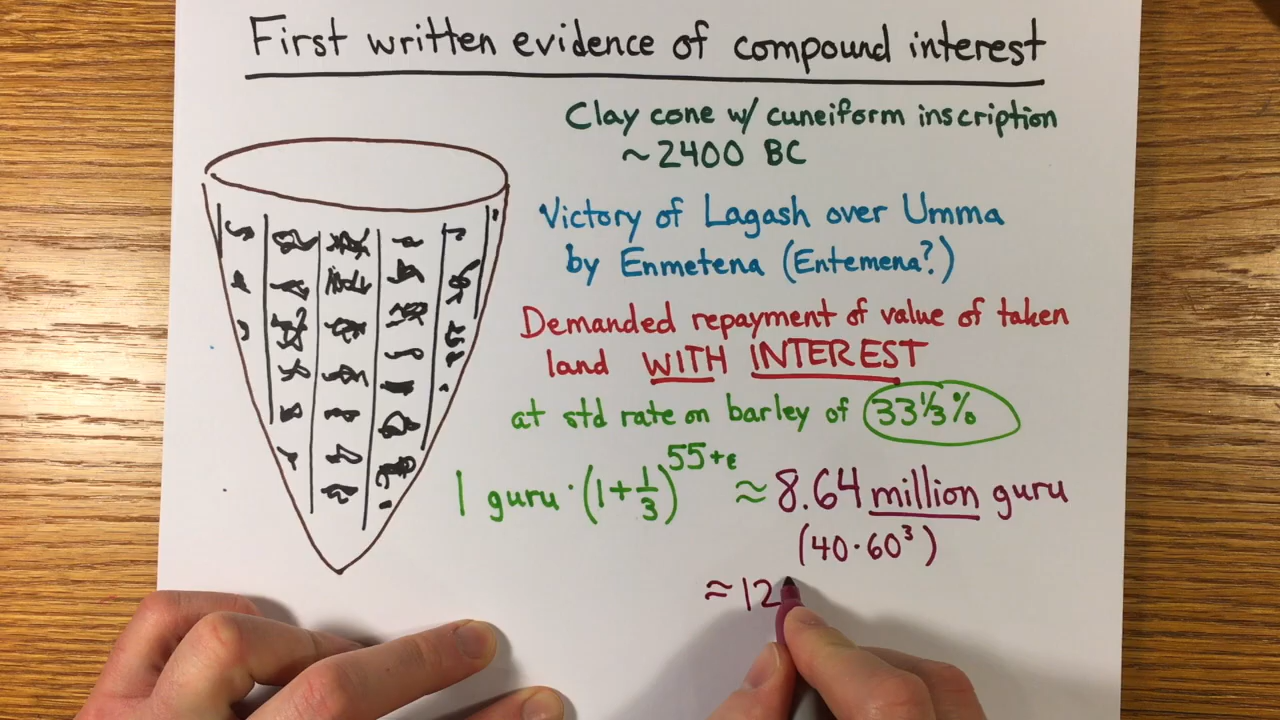 First written evidence of compound interest
Clay cone w/ cuneiform inscription
~2400 BC
Victory of Lagash over Umma
by Enmetena (Entemena?)
Demanded repayment of value of taken
land WITH INTEREST
at std rate on barley of 33⅓%
1 guru · (1+1/3)^55+ε ≈ 8.64 million guru
(40·60³)
≈ 12